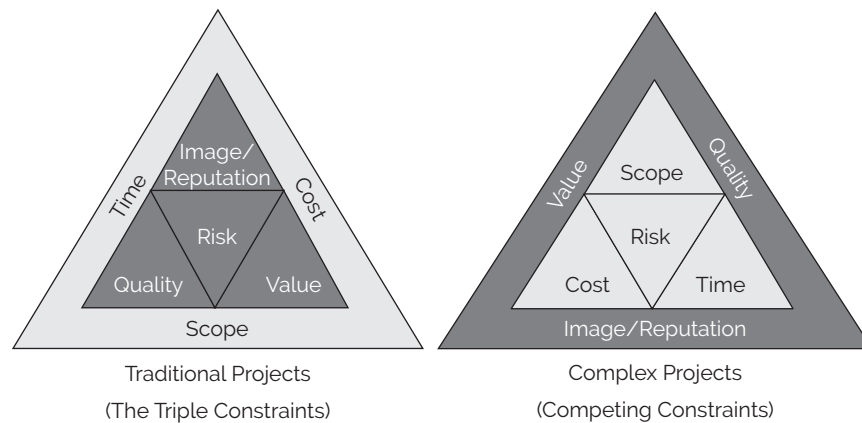 Time
Cost
Image/
Reputation
Risk
Quality
Value
Scope
Traditional Projects
(The Triple Constraints)
Value
Quality
Scope
Risk
Cost
Time
Image/Reputation
Complex Projects
(Competing Constraints)